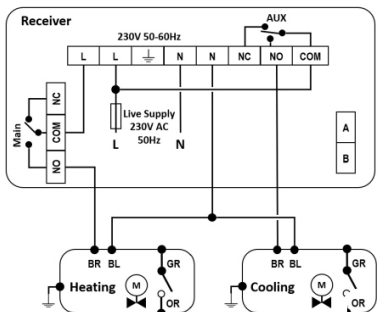 Receiver
AUX
230V 50-60Hz
L L N N NC NO COM
Main
NC
COM
NO
Live Supply
230V AC
50Hz
L N
A
B
BR BL GR
Heating M
OR
BR BL GR
Cooling M
OR